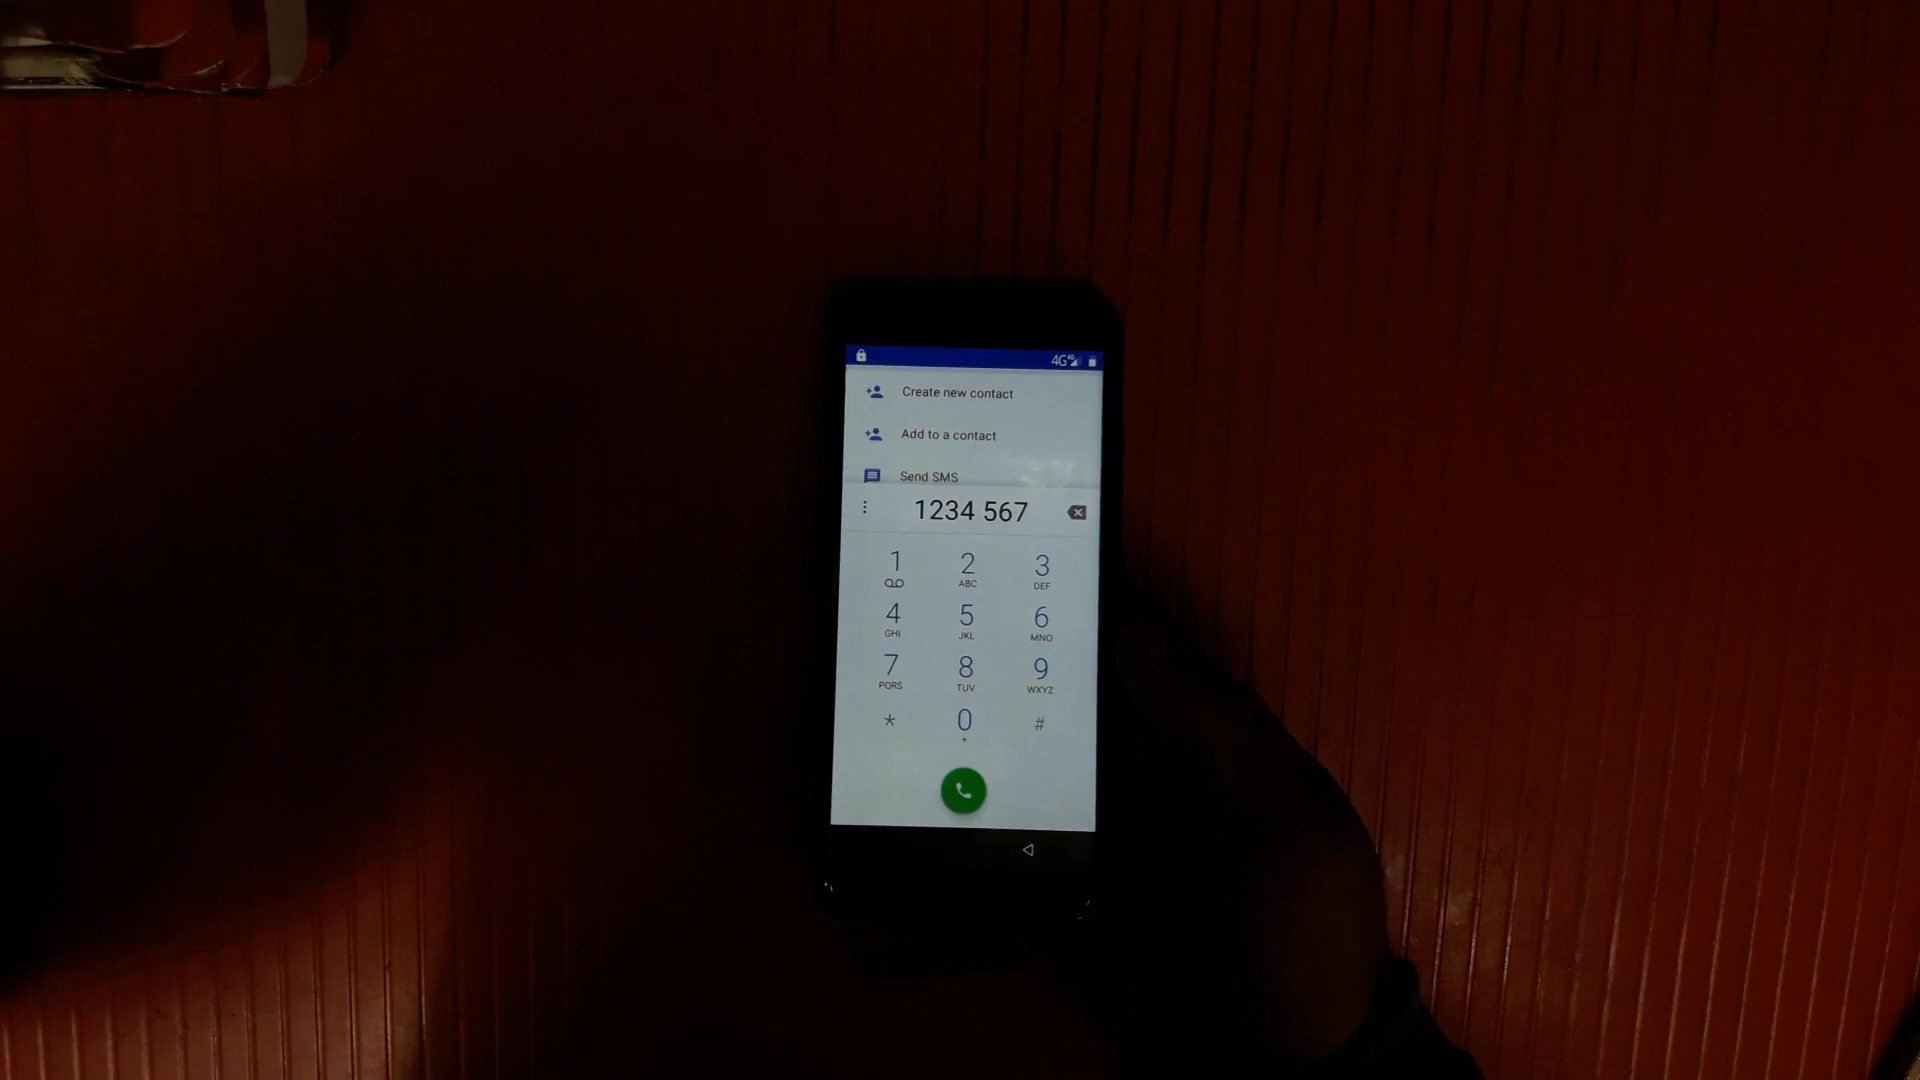 4G 4G
Create new contact
Add to a contact
Send SMS
1234 567
1 2 3
ABC DEF
4 5 6
GHI JKL MNO
7 8 9
PQRS TUV WXYZ
* 0 #
+